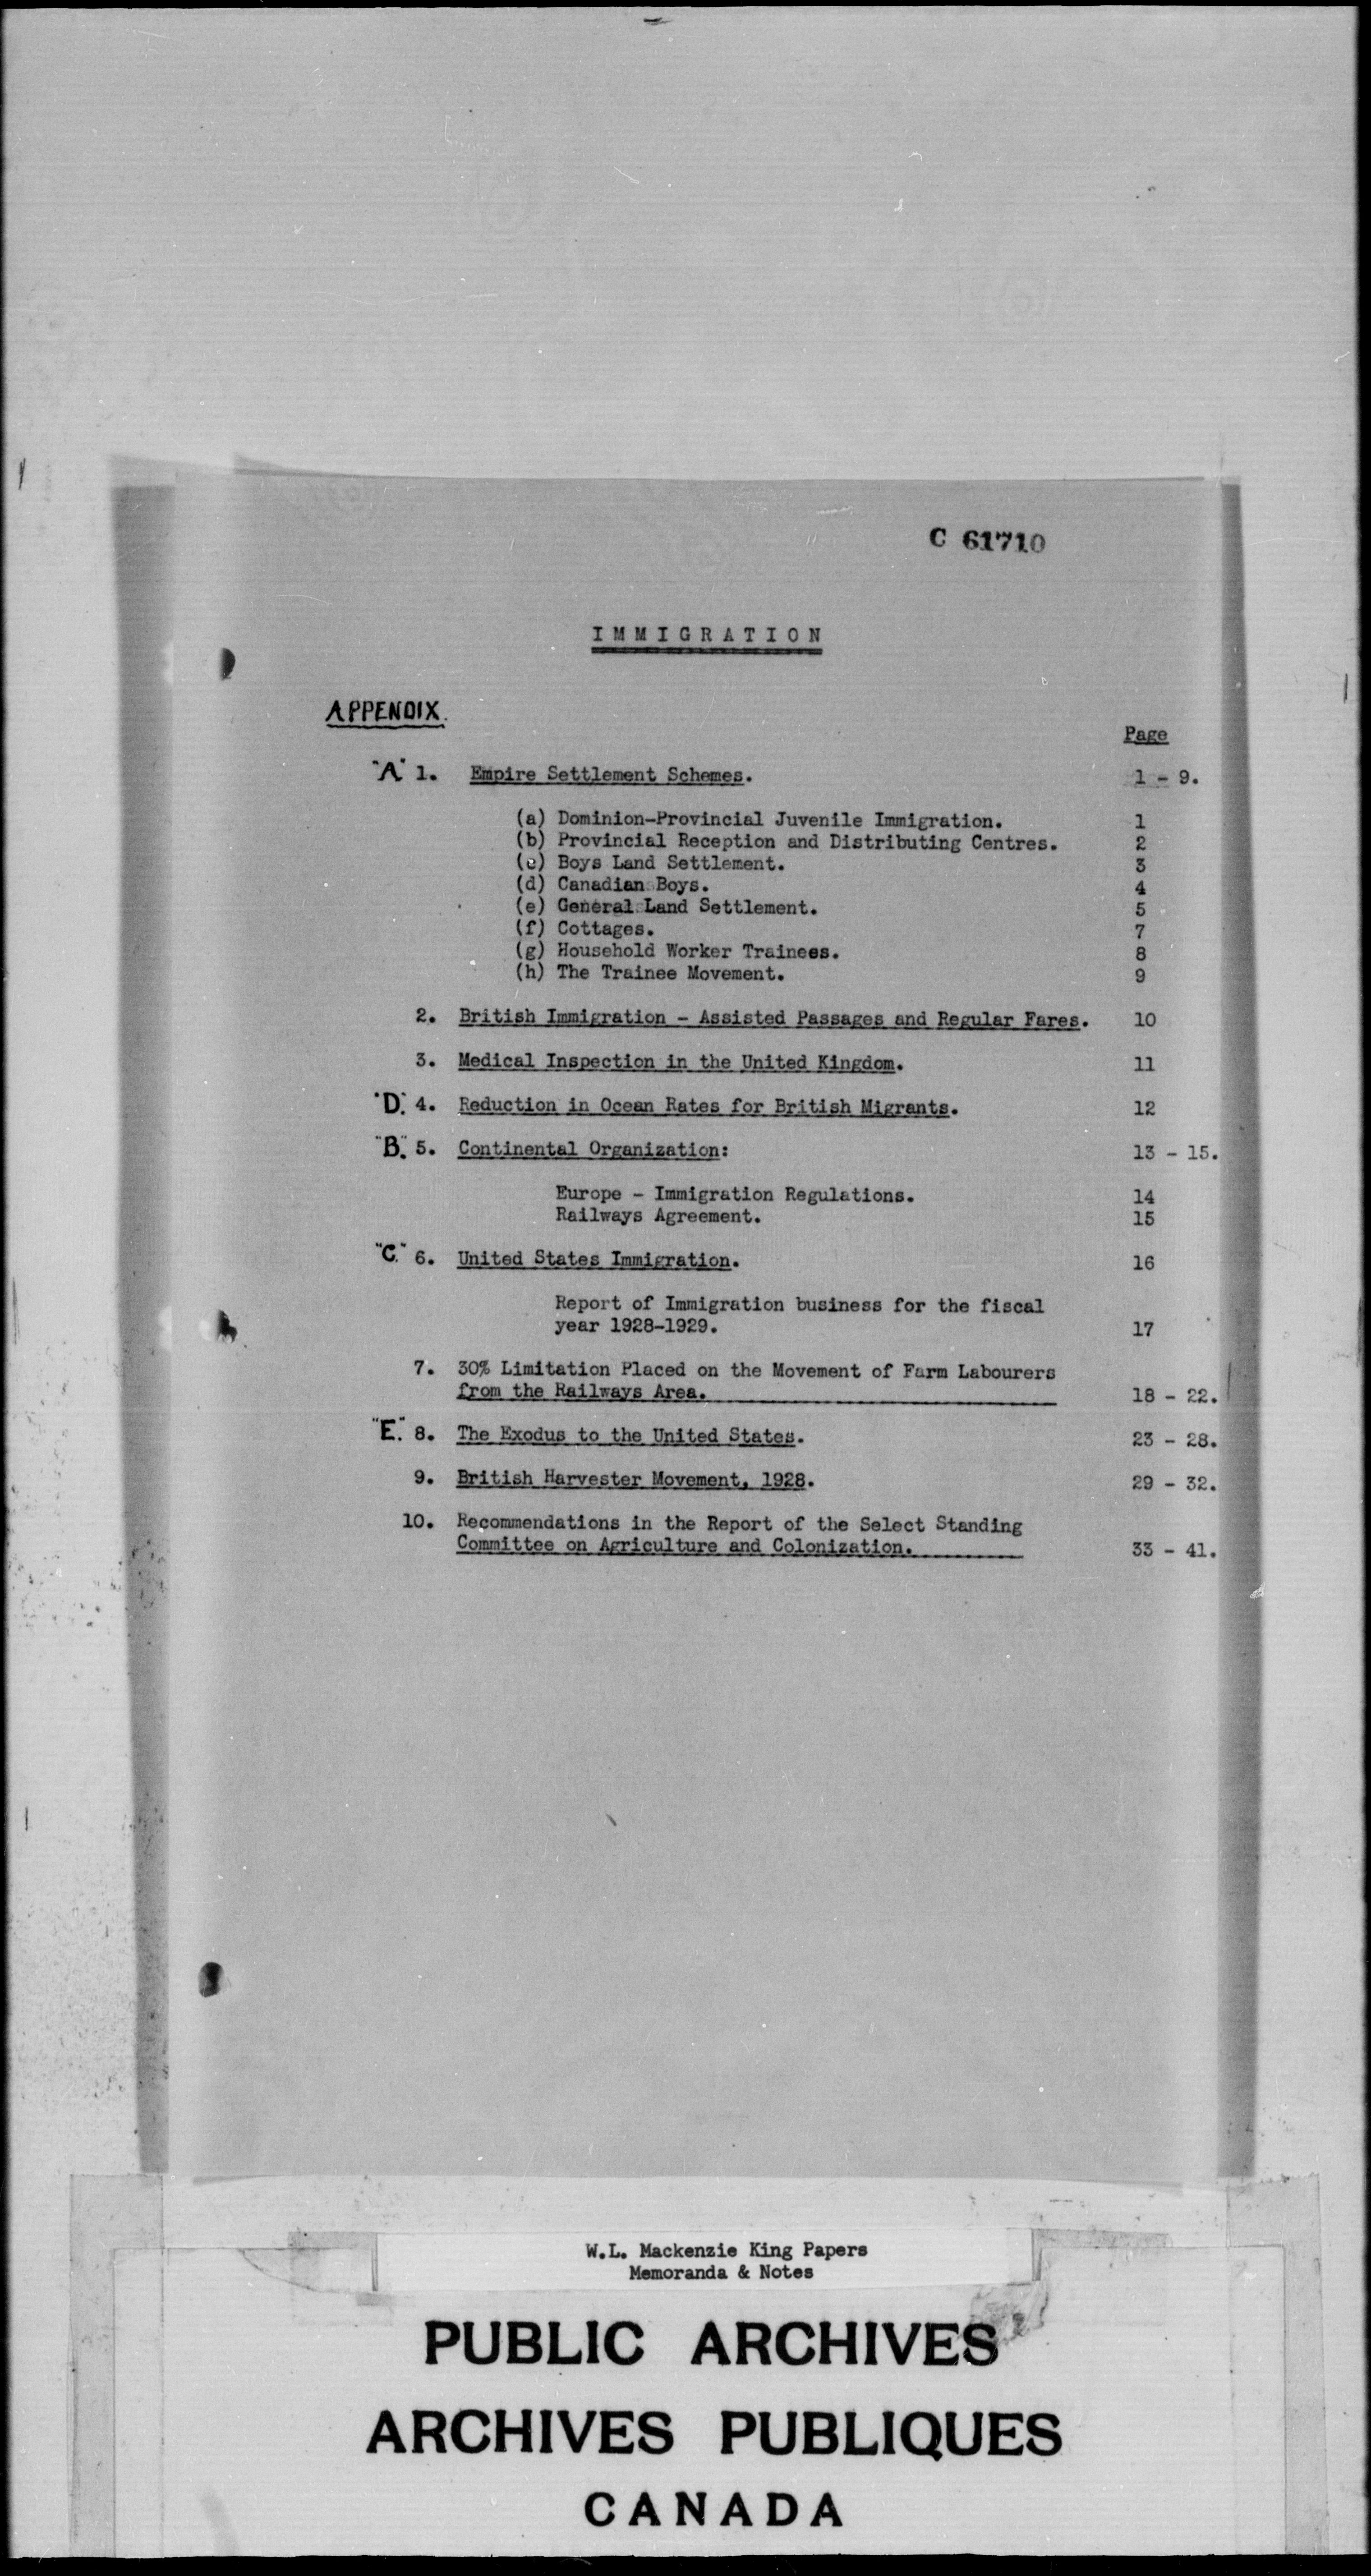 C 61710
IMMIGRATION
APPENDIX.
Page
"A" 1. Empire Settlement Schemes. 1 - 9.
(a) Dominion-Provincial Juvenile Immigration. 1
(b) Provincial Reception and Distributing Centres. 2
(c) Boys Land Settlement. 3
(d) Canadian Boys. 4
(e) General Land Settlement. 5
(f) Cottages. 7
(g) Household Worker Trainees. 8
(h) The Trainee Movement. 9
2. British Immigration - Assisted Passages and Regular Fares. 10
3. Medical Inspection in the United Kingdom. 11
"D." 4. Reduction in Ocean Rates for British Migrants. 12
"B." 5. Continental Organization: 13 - 15.
Europe - Immigration Regulations. 14
Railways Agreement. 15
"C." 6. United States Immigration. 16
Report of Immigration business for the fiscal
year 1928-1929. 17
7. 30% Limitation Placed on the Movement of Farm Labourers
from the Railways Area. 18 - 22.
"E." 8. The Exodus to the United States. 23 - 28.
9. British Harvester Movement, 1928. 29 - 32.
10. Recommendations in the Report of the Select Standing
Committee on Agriculture and Colonization. 33 - 41.
W.L. Mackenzie King Papers
Memoranda & Notes
PUBLIC ARCHIVES
ARCHIVES PUBLIQUES
CANADA